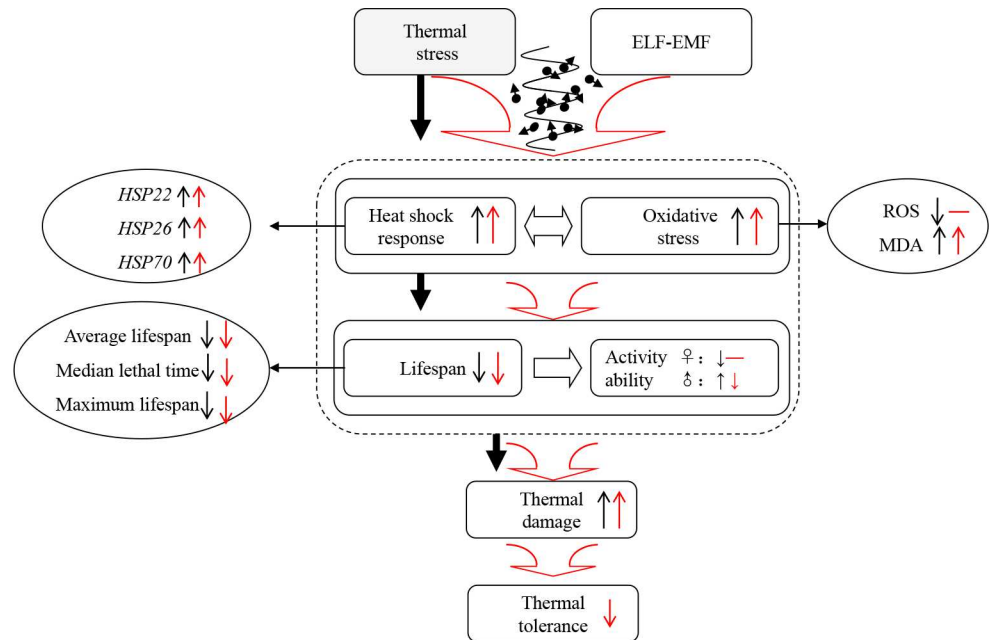 Thermal
stress
ELF-EMF
HSP22
HSP26
HSP70
Heat shock
response
Oxidative
stress
ROS
MDA
Average lifespan
Median lethal time
Maximum lifespan
Lifespan
Activity ♀:
ability ♂:
Thermal
damage
Thermal
tolerance